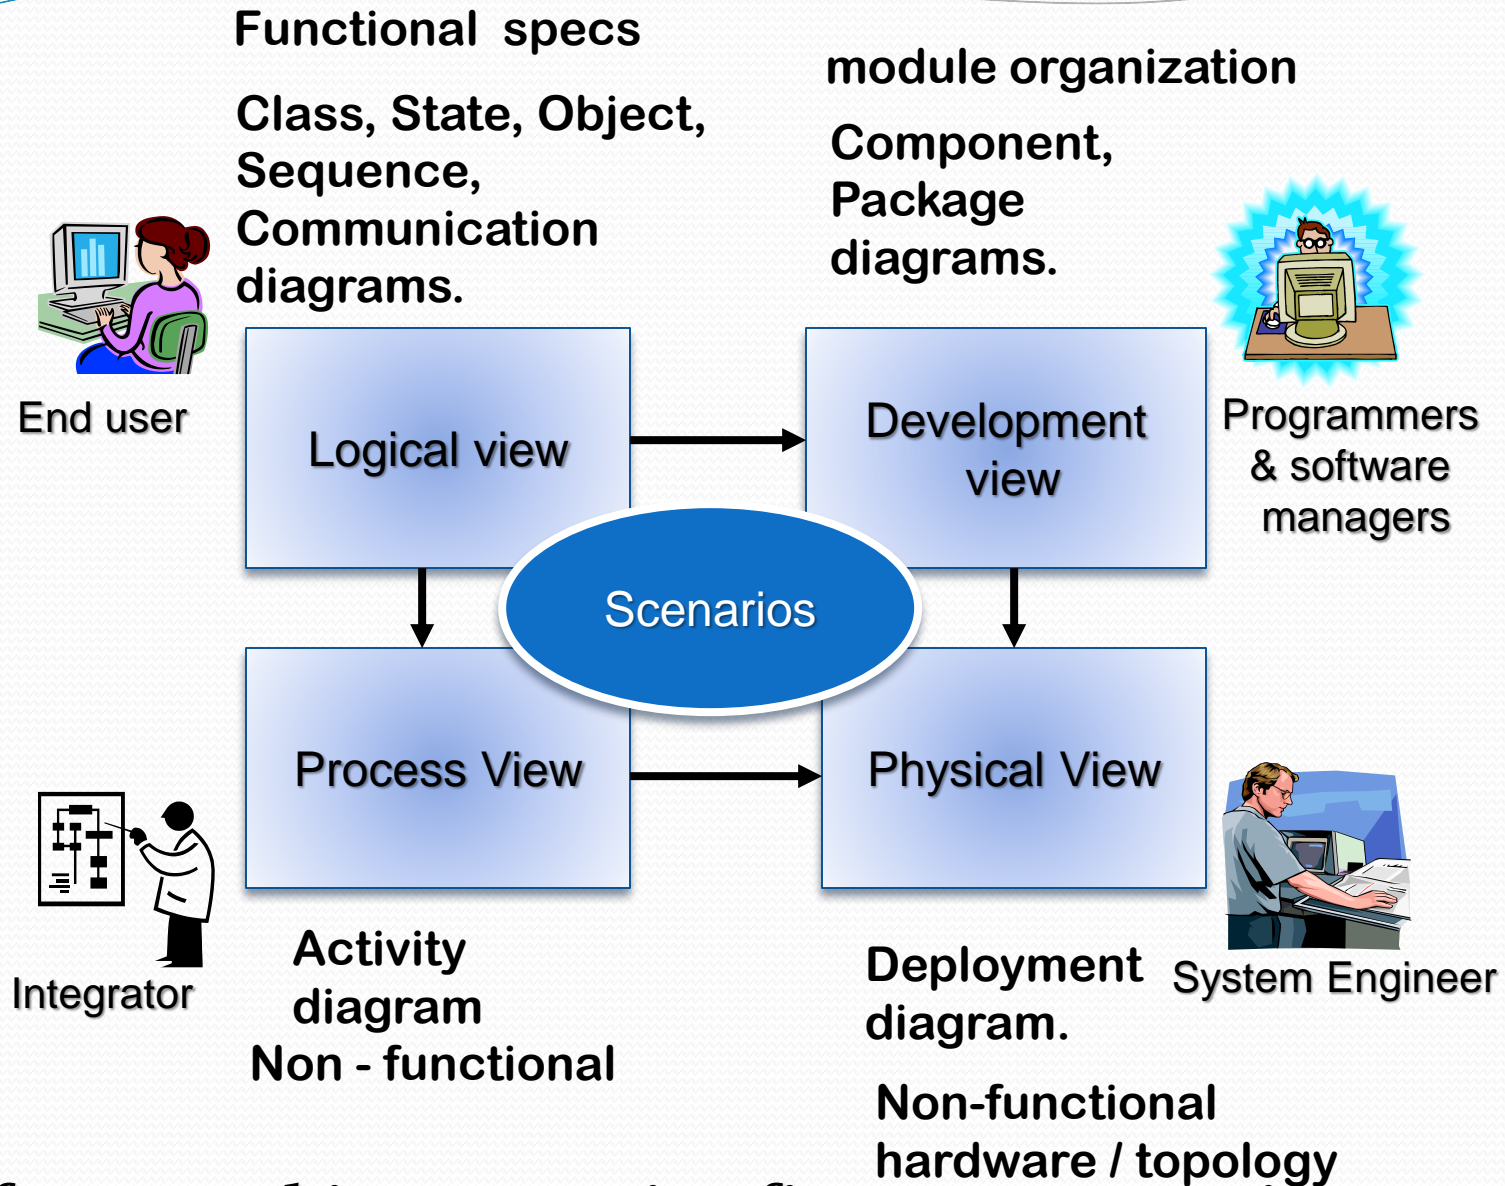 Functional specs
Class, State, Object,
Sequence,
Communication
diagrams.
module organization
Component,
Package
diagrams.
End user
Logical view
Development
view
Programmers
& software
managers
Scenarios
Process View
Physical View
Integrator
Activity
diagram
Non - functional
Deployment
diagram.
System Engineer
Non-functional
hardware / topology